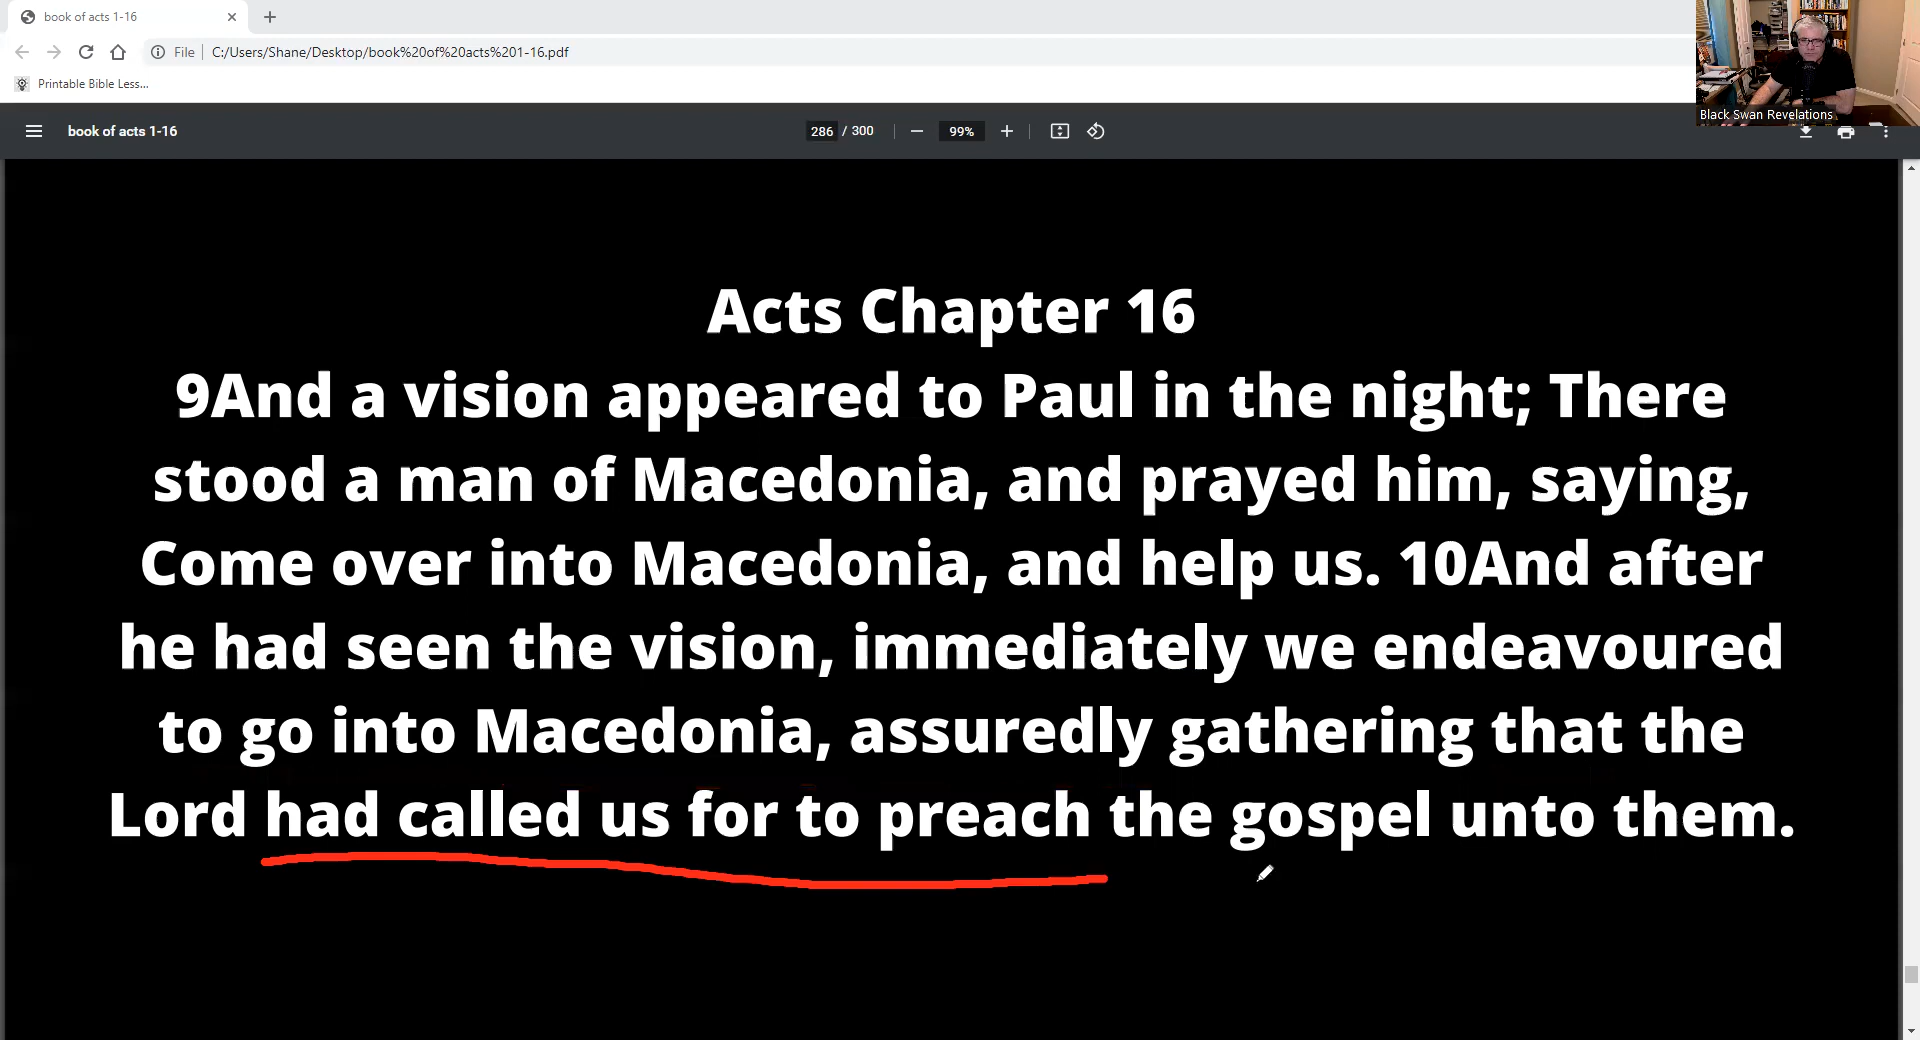 book of acts 1-16
File
C:/Users/Shane/Desktop/book%20of%20acts%201-16.pdf
Printable Bible Less...
Black Swan Revelations
book of acts 1-16
286 / 300
99%
Acts Chapter 16
9And a vision appeared to Paul in the night; There
stood a man of Macedonia, and prayed him, saying,
Come over into Macedonia, and help us. 10And after
he had seen the vision, immediately we endeavoured
to go into Macedonia, assuredly gathering that the
Lord had called us for to preach the gospel unto them.